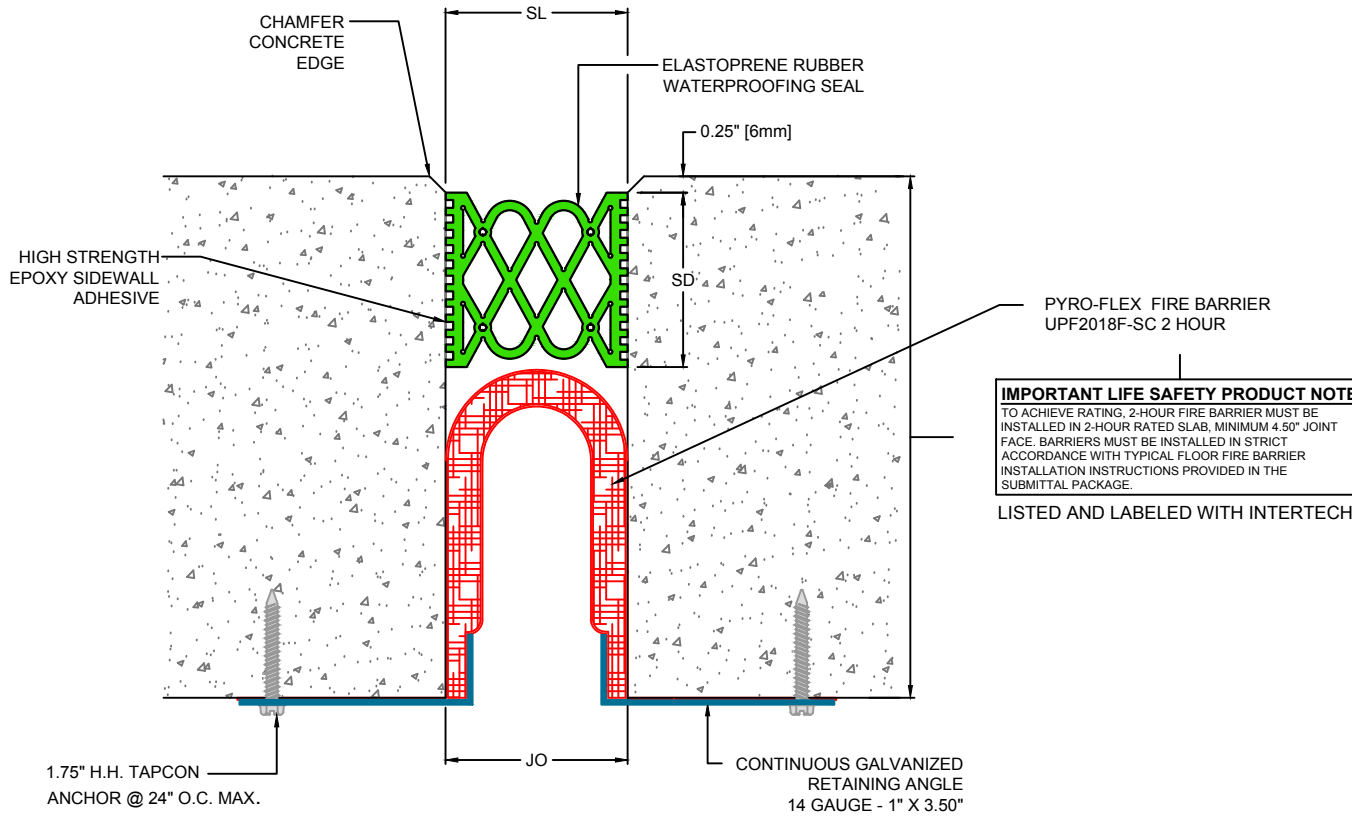 SL
CHAMFER
CONCRETE
EDGE
ELASTOPRENE RUBBER
WATERPROOFING SEAL
0.25" [6mm]
HIGH STRENGTH
EPOXY SIDEWALL
ADHESIVE
SD
PYRO-FLEX FIRE BARRIER
UPF2018F-SC 2 HOUR
IMPORTANT LIFE SAFETY PRODUCT NOTE
TO ACHIEVE RATING, 2-HOUR FIRE BARRIER MUST BE
INSTALLED IN 2-HOUR RATED SLAB, MINIMUM 4.50" JOINT
FACE. BARRIERS MUST BE INSTALLED IN STRICT
ACCORDANCE WITH TYPICAL FLOOR FIRE BARRIER
INSTALLATION INSTRUCTIONS PROVIDED IN THE
SUBMITTAL PACKAGE.
LISTED AND LABELED WITH INTERTECH
JO
1.75" H.H. TAPCON
ANCHOR @ 24" O.C. MAX.
CONTINUOUS GALVANIZED
RETAINING ANGLE
14 GAUGE - 1" X 3.50"